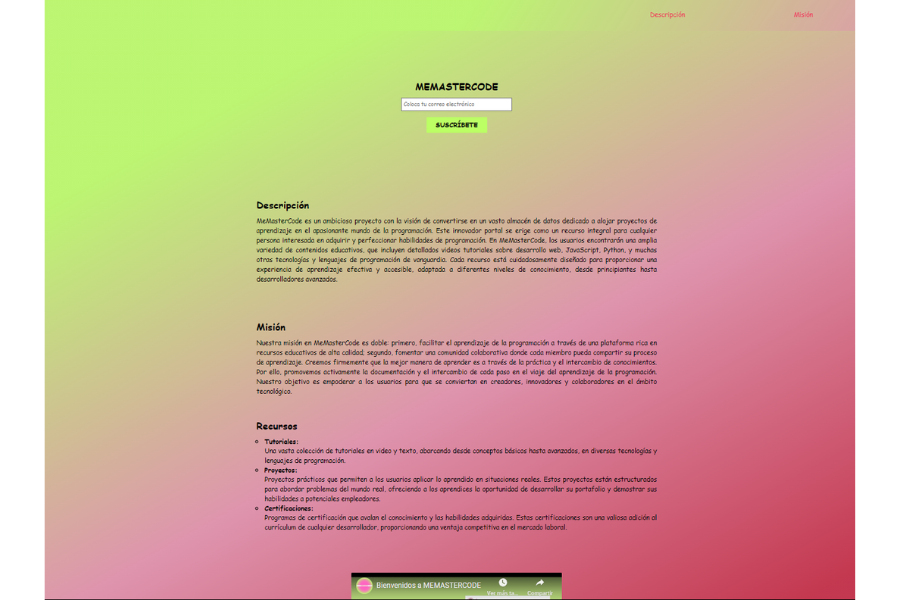 Descripción Misión
MEMASTERCODE
Coloca tu correo electrónico
SUSCRÍBETE
Descripción
MeMasterCode es un ambicioso proyecto con la visión de convertirse en un vasto almacén de datos dedicado a alojar proyectos de
aprendizaje en el apasionante mundo de la programación. Este innovador portal se erige como un recurso integral para cualquier
persona interesada en adquirir y perfeccionar habilidades de programación. En MeMasterCode, los usuarios encontrarán una amplia
variedad de contenidos educativos, que incluyen detallados videos tutoriales sobre desarrollo web, JavaScript, Python, y muchas
otras tecnologías y lenguajes de programación de vanguardia. Cada recurso está cuidadosamente diseñado para proporcionar una
experiencia de aprendizaje efectiva y accesible, adaptada a diferentes niveles de conocimiento, desde principiantes hasta
desarrolladores avanzados.
Misión
Nuestra misión en MeMasterCode es doble: primero, facilitar el aprendizaje de la programación a través de una plataforma rica en
recursos educativos de alta calidad; segundo, fomentar una comunidad colaborativa donde cada miembro pueda compartir su proceso
de aprendizaje. Creemos firmemente que la mejor manera de aprender es a través de la práctica y el intercambio de conocimientos.
Por ello, promovemos activamente la documentación y el intercambio de cada paso en el viaje del aprendizaje de la programación.
Nuestro objetivo es empoderar a los usuarios para que se conviertan en creadores, innovadores y colaboradores en el ámbito
tecnológico.
Recursos
Tutoriales:
Una vasta colección de tutoriales en video y texto, abarcando desde conceptos básicos hasta avanzados, en diversas tecnologías y
lenguajes de programación.
Proyectos:
Proyectos prácticos que permiten a los usuarios aplicar lo aprendido en situaciones reales. Estos proyectos están estructurados
para abordar problemas del mundo real, ofreciendo a los aprendices la oportunidad de desarrollar su portafolio y demostrar sus
habilidades a potenciales empleadores.
Certificaciones:
Programas de certificación que avalan el conocimiento y las habilidades adquiridas. Estas certificaciones son una valiosa adición al
currículum de cualquier desarrollador, proporcionando una ventaja competitiva en el mercado laboral.
Bienvenidos a MEMASTERCODE
Ver más ta... Compartir